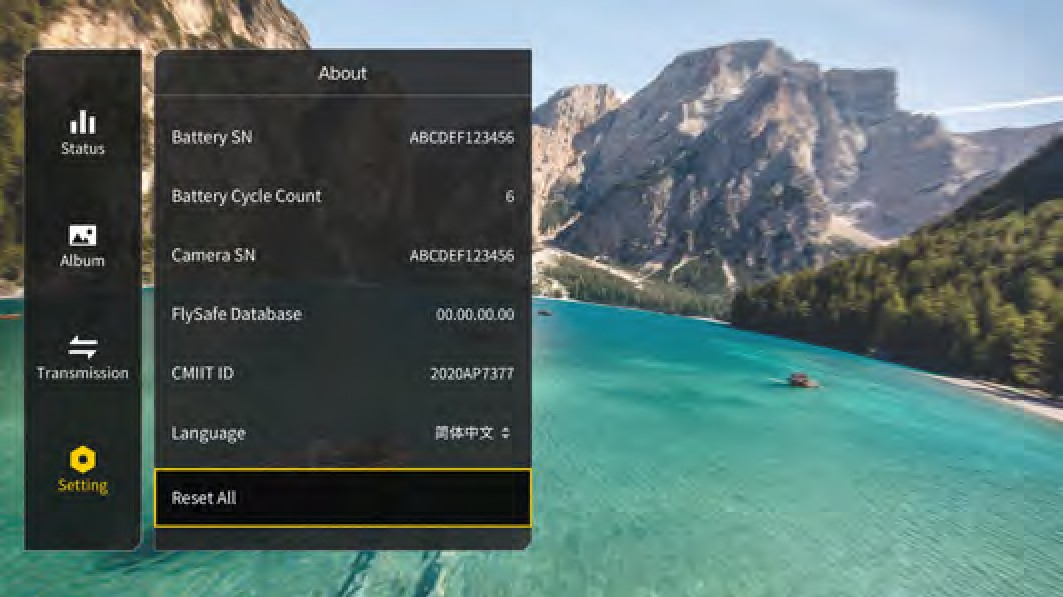 About
Status
Album
Transmission
Setting
Battery SN ABCDEF123456
Battery Cycle Count 6
Camera SN ABCDEF123456
FlySafe Database 00.00.00.00
CMIIT ID 2020AP7377
Language 简体中文
Reset All